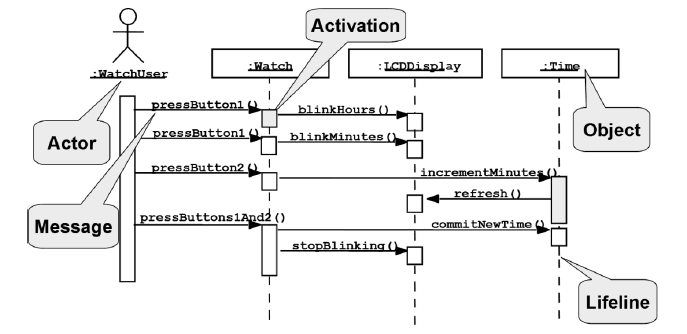 Activation
:WatchUser
:Watch
:LCDDisplay
:Time
pressButton1()
blinkHours()
Object
pressButton1()
blinkMinutes()
Actor
pressButton2()
incrementMinutes()
refresh()
Message
pressButtons1And2()
commitNewTime()
stopBlinking()
Lifeline